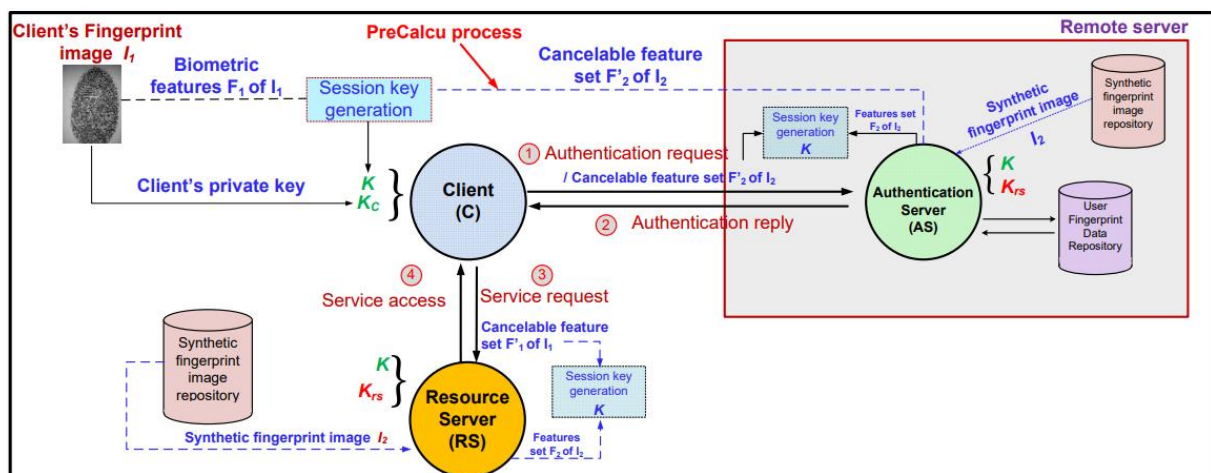 Client's Fingerprint
image I1
Biometric
features F1 of I1
Session key
generation
PreCalcu process
Cancelable feature
set F'2 of I2
Remote server
Synthetic
fingerprint image
I2
Synthetic
fingerprint
image
repository
Session key
generation
K
Features set
F2 of I2
Client's private key
K
KC
Client
(C)
1 Authentication request
/ Cancelable feature set F'2 of I2
2 Authentication reply
Authentication
Server
(AS)
K
Krs
User
Fingerprint
Data
Repository
4
Service access
3
Service request
Cancelable feature
set F'1 of I1
Synthetic
fingerprint
image
repository
K
Krs
Resource
Server
(RS)
Session key
generation
K
Synthetic fingerprint image I2
Features
set F2 of I2